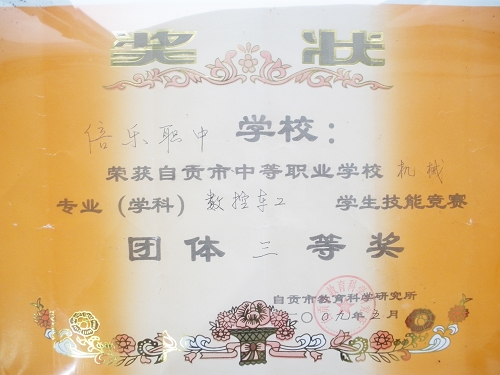 奖状
倍乐职中 学校：
荣获自贡市中等职业学校 机械
专业（学科） 数控车工 学生技能竞赛
团体 三 等奖
自贡市教育科学研究所
二〇〇九年五月